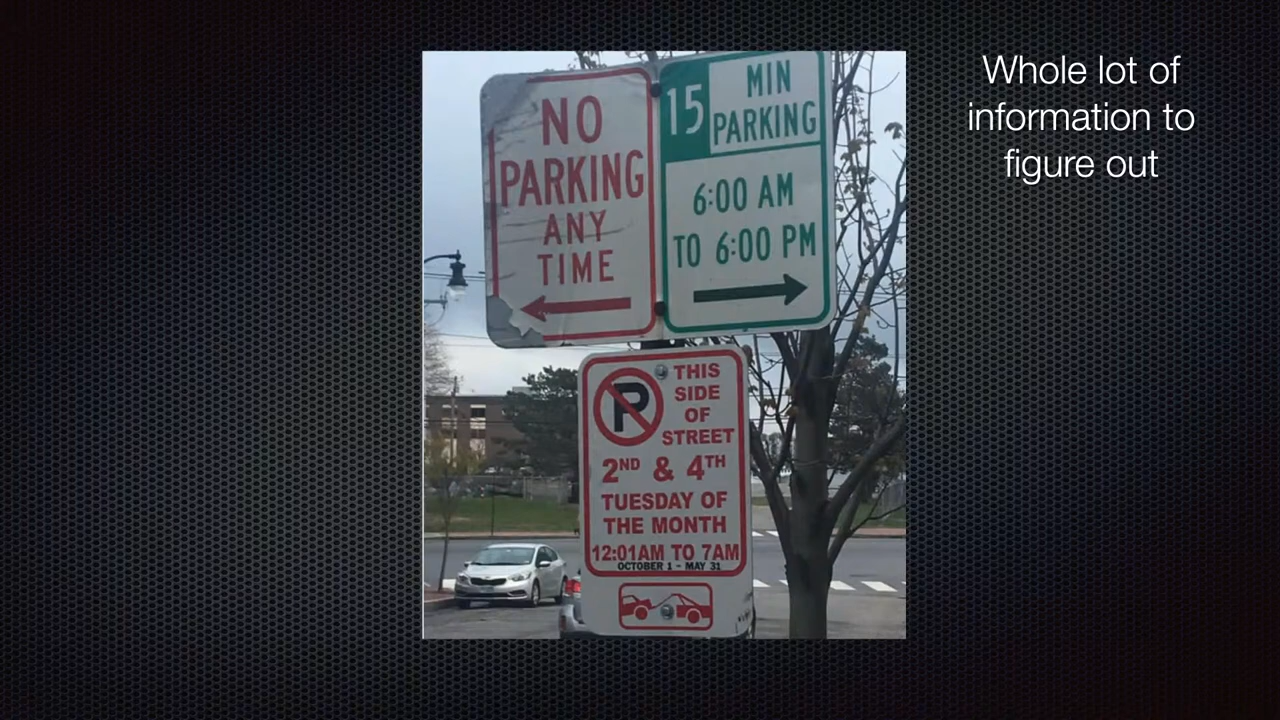 NO
PARKING
ANY
TIME
15 MIN
PARKING
6:00 AM
TO 6:00 PM
P THIS
SIDE
OF
STREET
2ND & 4TH
TUESDAY OF
THE MONTH
12:01AM TO 7AM
OCTOBER 1 - MAY 31
Whole lot of
information to
figure out